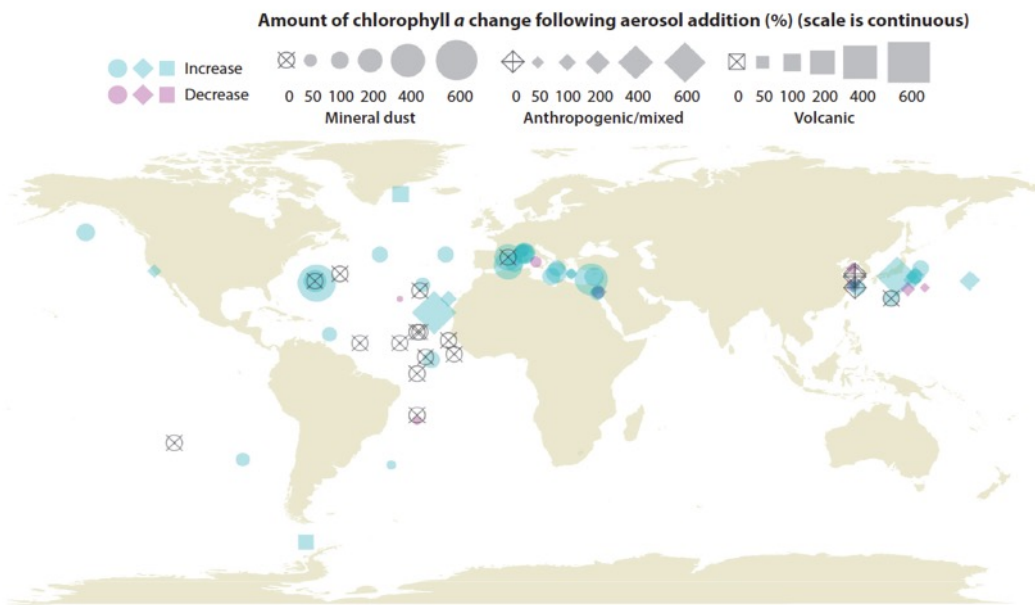 Amount of chlorophyll a change following aerosol addition (%) (scale is continuous)
Increase
Decrease
0 50 100 200 400 600
Mineral dust
0 50 100 200 400 600
Anthropogenic/mixed
0 50 100 200 400 600
Volcanic